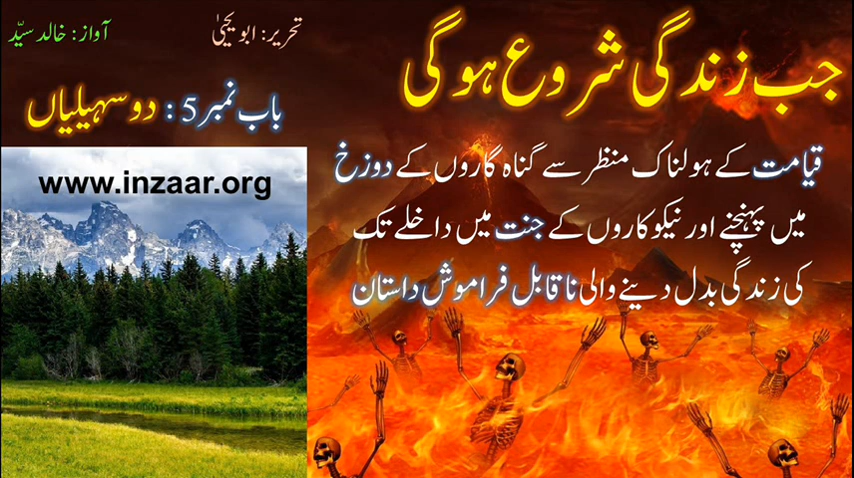 جب زندگی شروع ہوگی
تحریر: ابو یحییٰ
آواز: خالد سیّد
باب نمبر 5: دو سہیلیاں
www.inzaar.org
قیامت کے ہولناک منظر سے گناہ گاروں کے دوزخ
میں پہنچنے اور نیکوکاروں کے جنت میں داخلے تک
کی زندگی بدل دینے والی ناقابل فراموش داستان